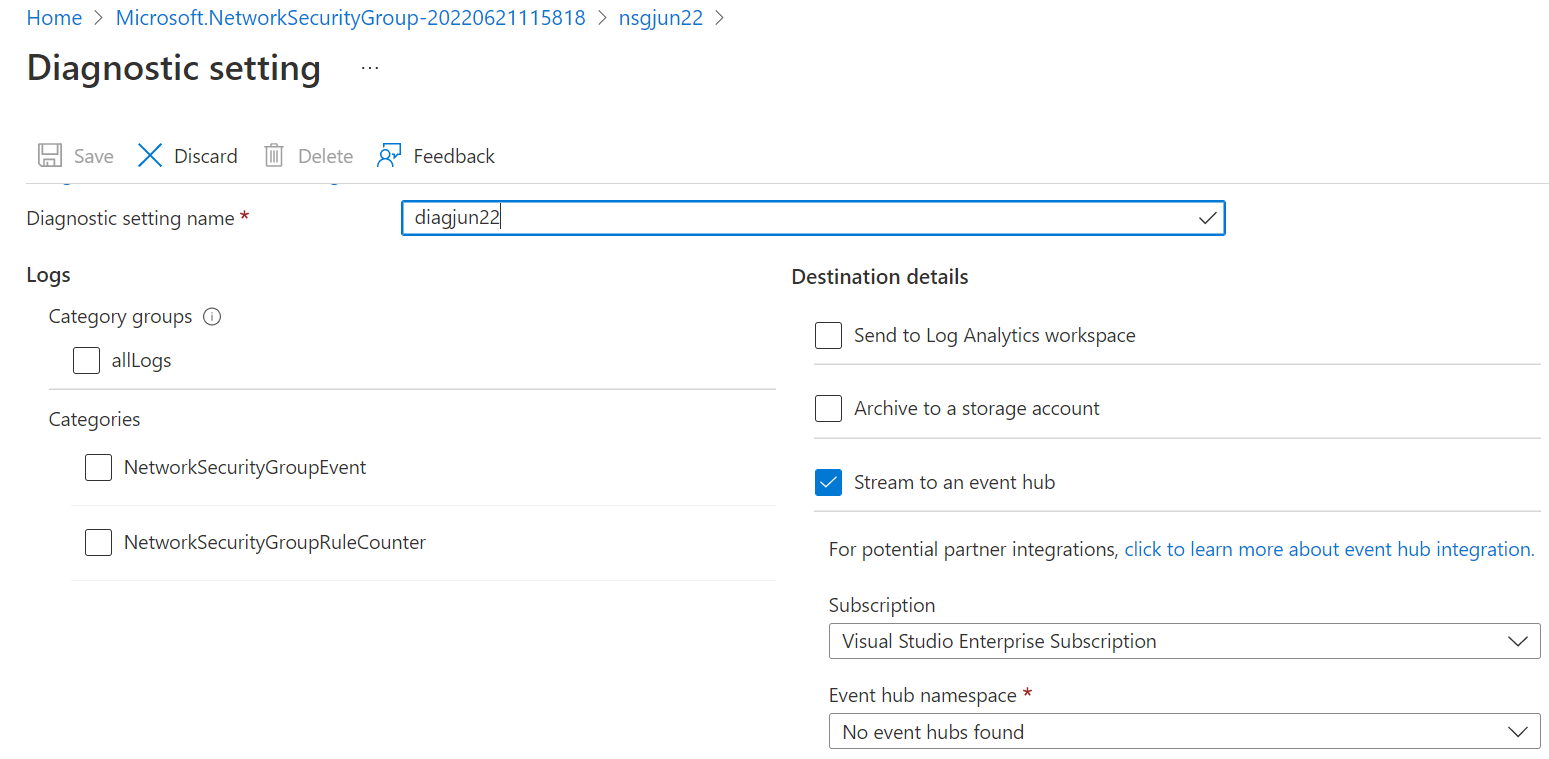 Home > Microsoft.NetworkSecurityGroup-20220621115818 > nsgjun22 >
Diagnostic setting ...
Save Discard Delete Feedback
Diagnostic setting name * diagjun22
Logs
Category groups
allLogs
Categories
NetworkSecurityGroupEvent
NetworkSecurityGroupRuleCounter
Destination details
Send to Log Analytics workspace
Archive to a storage account
Stream to an event hub
For potential partner integrations, click to learn more about event hub integration.
Subscription
Visual Studio Enterprise Subscription
Event hub namespace *
No event hubs found